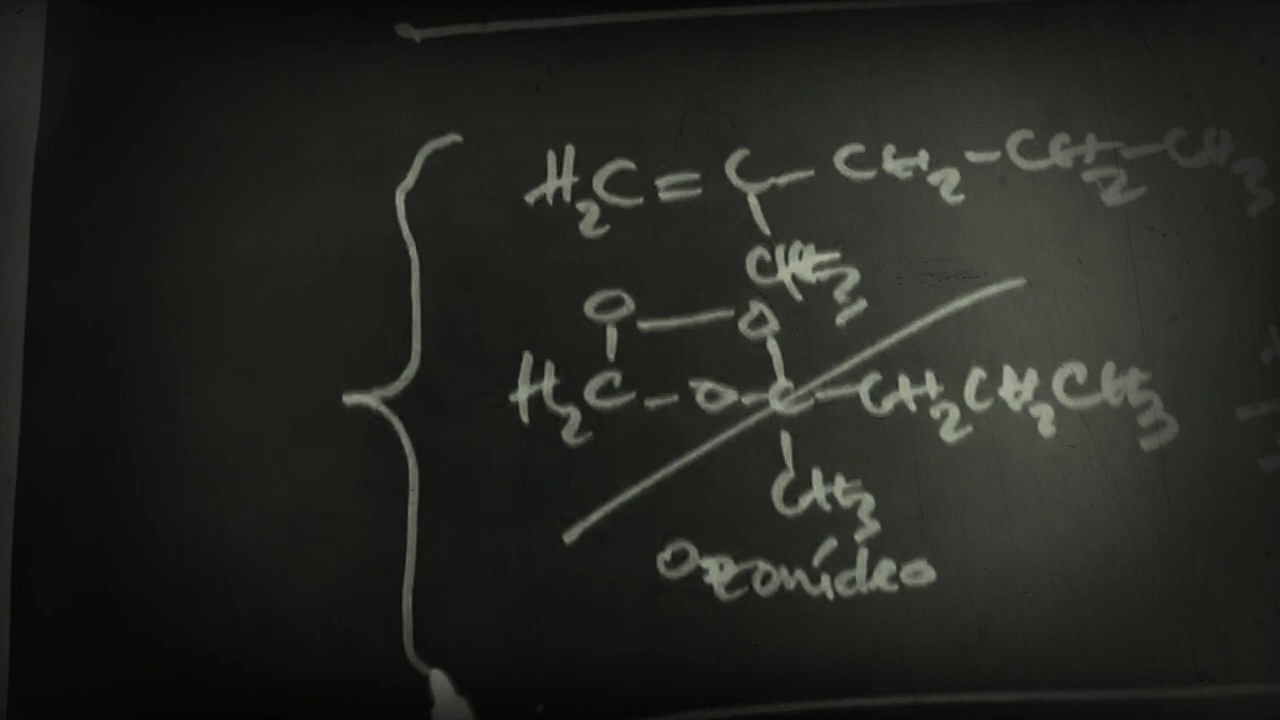 H₂C=C-CH₂-CH₂-CH₃
CH₃
O-O
H₂C-O-C-CH₂CH₂CH₃
CH₃
Ozonídeo